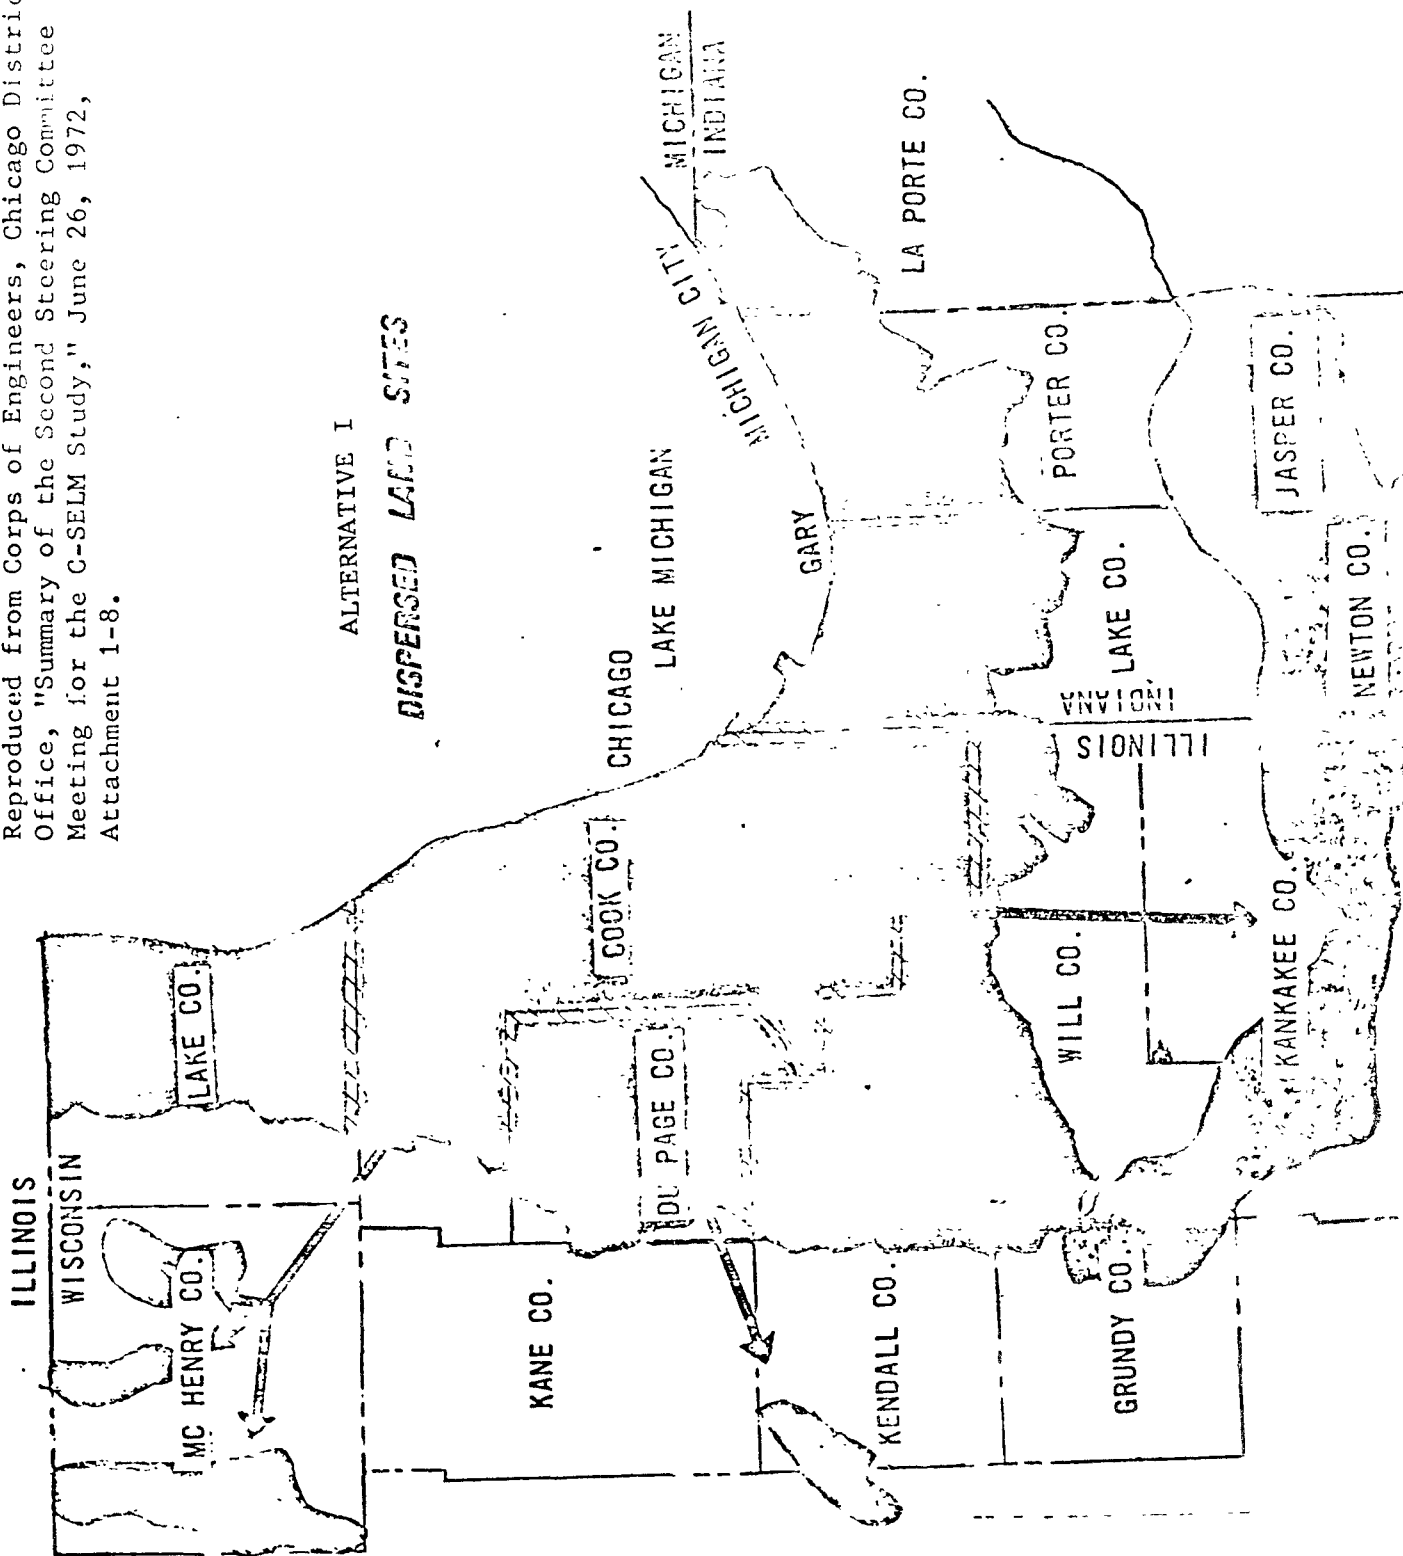 Reproduced from Corps of Engineers, Chicago Distric
Office, "Summary of the Second Steering Committee
Meeting for the C-SELM Study," June 26, 1972,
Attachment 1-8.
ALTERNATIVE I
DISPERSED LAND SITES
ILLINOIS
WISCONSIN
LAKE CO.
MC HENRY CO.
CHICAGO
LAKE MICHIGAN
COOK CO.
DU PAGE CO.
KANE CO.
MICHIGAN
INDIANA
MICHIGAN CITY
GARY
LA PORTE CO.
PORTER CO.
LAKE CO.
INDIANA
ILLINOIS
WILL CO.
KENDALL CO.
GRUNDY CO.
KANKAKEE CO.
NEWTON CO.
JASPER CO.